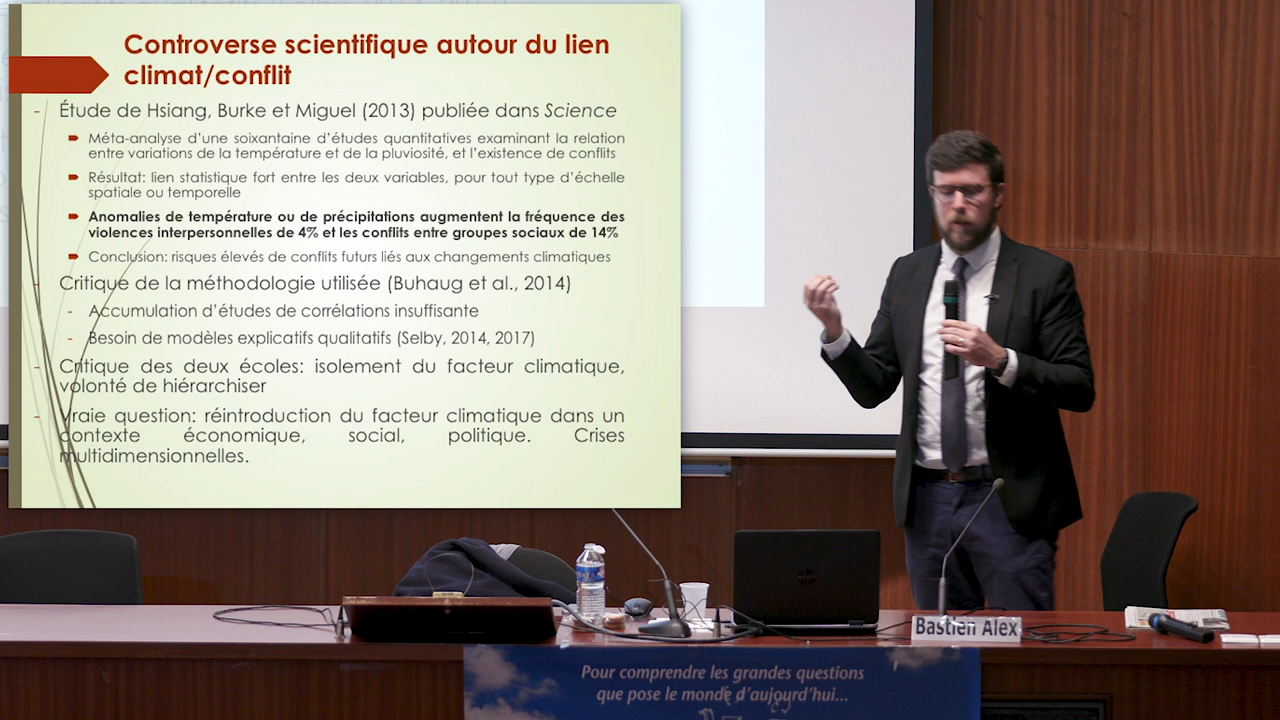 Controverse scientifique autour du lien
climat/conflit
- Étude de Hsiang, Burke et Miguel (2013) publiée dans Science
Méta-analyse d'une soixantaine d'études quantitatives examinant la relation
entre variations de la température et de la pluviosité, et l'existence de conflits
Résultat: lien statistique fort entre les deux variables, pour tout type d'échelle
spatiale ou temporelle
Anomalies de température ou de précipitations augmentent la fréquence des
violences interpersonnelles de 4% et les conflits entre groupes sociaux de 14%
Conclusion: risques élevés de conflits futurs liés aux changements climatiques
- Critique de la méthodologie utilisée (Buhaug et al., 2014)
- Accumulation d'études de corrélations insuffisante
- Besoin de modèles explicatifs qualitatifs (Selby, 2014, 2017)
- Critique des deux écoles: isolement du facteur climatique,
volonté de hiérarchiser
- Vraie question: réintroduction du facteur climatique dans un
contexte économique, social, politique. Crises
multidimensionnelles.
Bastien Alex
Pour comprendre les grandes questions
que pose le monde d'aujourd'hui...